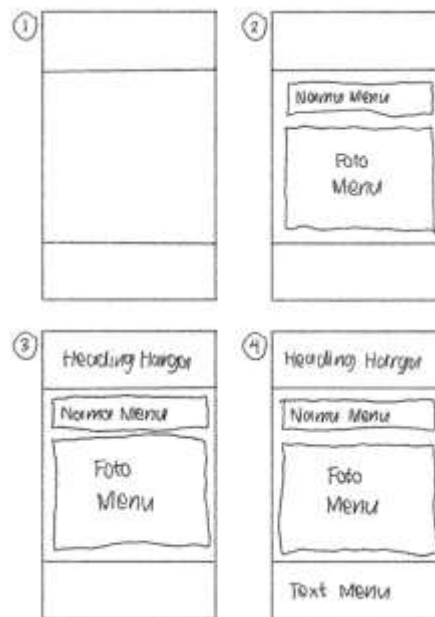 1
2
Nama Menu
Foto
Menu
3
Heading Harga
Nama Menu
Foto
Menu
4
Heading Harga
Nama Menu
Foto
Menu
Text Menu